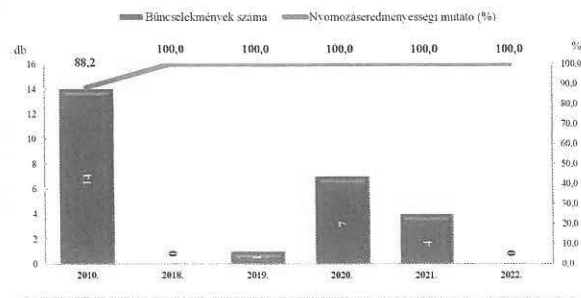 Bűncselekmények száma Nyomozáseredményességi mutató (%)
db %
88,2 100,0 100,0 100,0 100,0 100,0
16 100,0
14 90,0
12 80,0
10 70,0
8 60,0
6 50,0
4 40,0
2 30,0
0 20,0
10,0
0,0
14 0 1 7 4 0
2010. 2018. 2019. 2020. 2021. 2022.